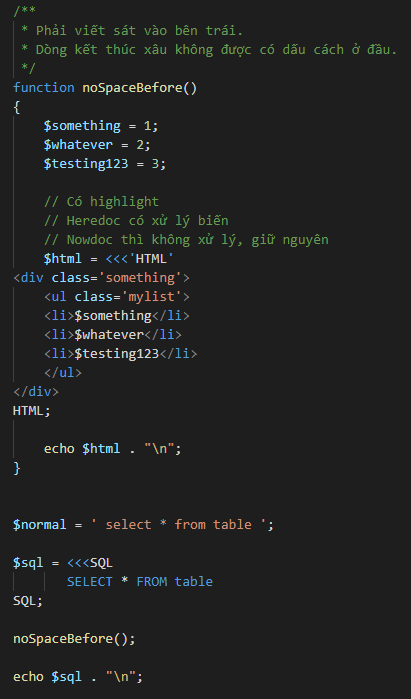 /**
 * Phải viết sát vào bên trái.
 * Dòng kết thúc xâu không được có dấu cách ở đầu.
 */
function noSpaceBefore()
{
    $something = 1;
    $whatever = 2;
    $testing123 = 3;

    // Có highlight
    // Heredoc có xử lý biến
    // Nowdoc thì không xử lý, giữ nguyên
    $html = <<<'HTML'
<div class='something'>
    <ul class='mylist'>
    <li>$something</li>
    <li>$whatever</li>
    <li>$testing123</li>
    </ul>
</div>
HTML;

    echo $html . "\n";
}


$normal = ' select * from table ';

$sql = <<<SQL
       SELECT * FROM table
SQL;

noSpaceBefore();

echo $sql . "\n";